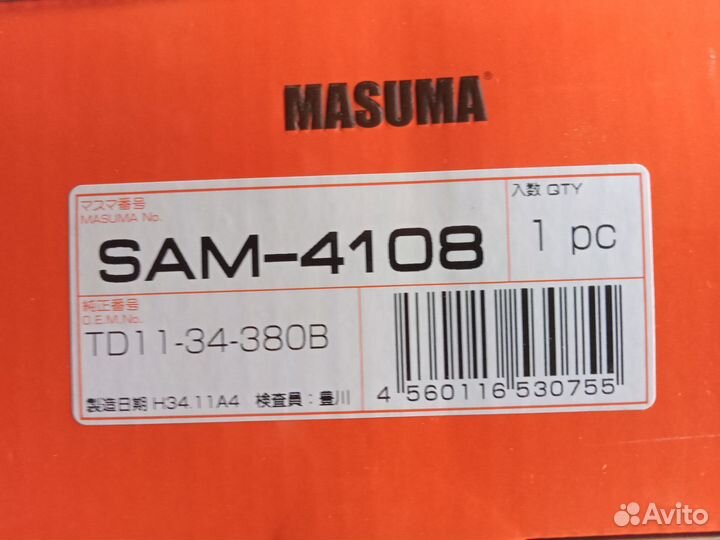 MASUMA®
マスマ番号
MASUMA No.
SAM-4108
入数 QTY
1 pc
純正番号
O.E.M.No.
TD11-34-380B
製造日期 H34.11A4 検査員：豊川
4 560116 530755
Avito